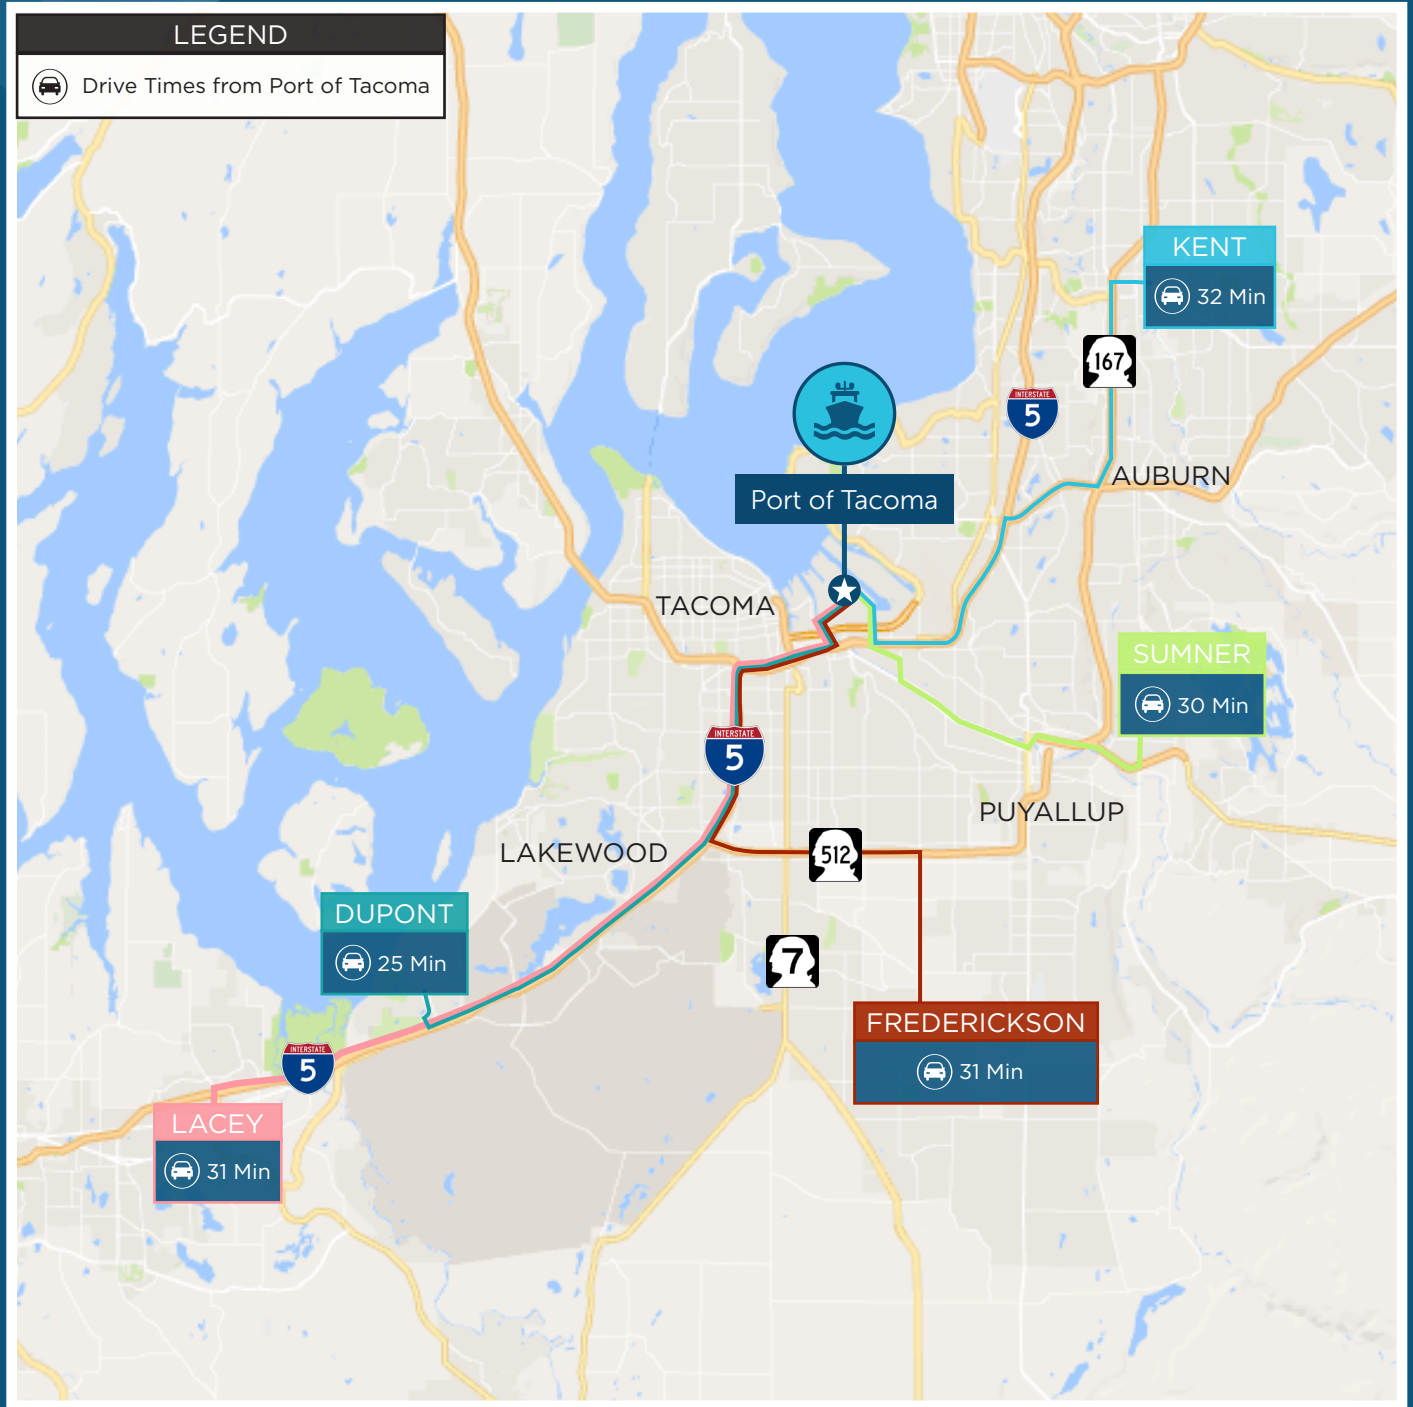 LEGEND
Drive Times from Port of Tacoma
KENT
32 Min
167
INTERSTATE
5
AUBURN
Port of Tacoma
TACOMA
SUMNER
30 Min
INTERSTATE
5
PUYALLUP
LAKEWOOD
512
DUPONT
25 Min
7
FREDERICKSON
31 Min
INTERSTATE
5
LACEY
31 Min